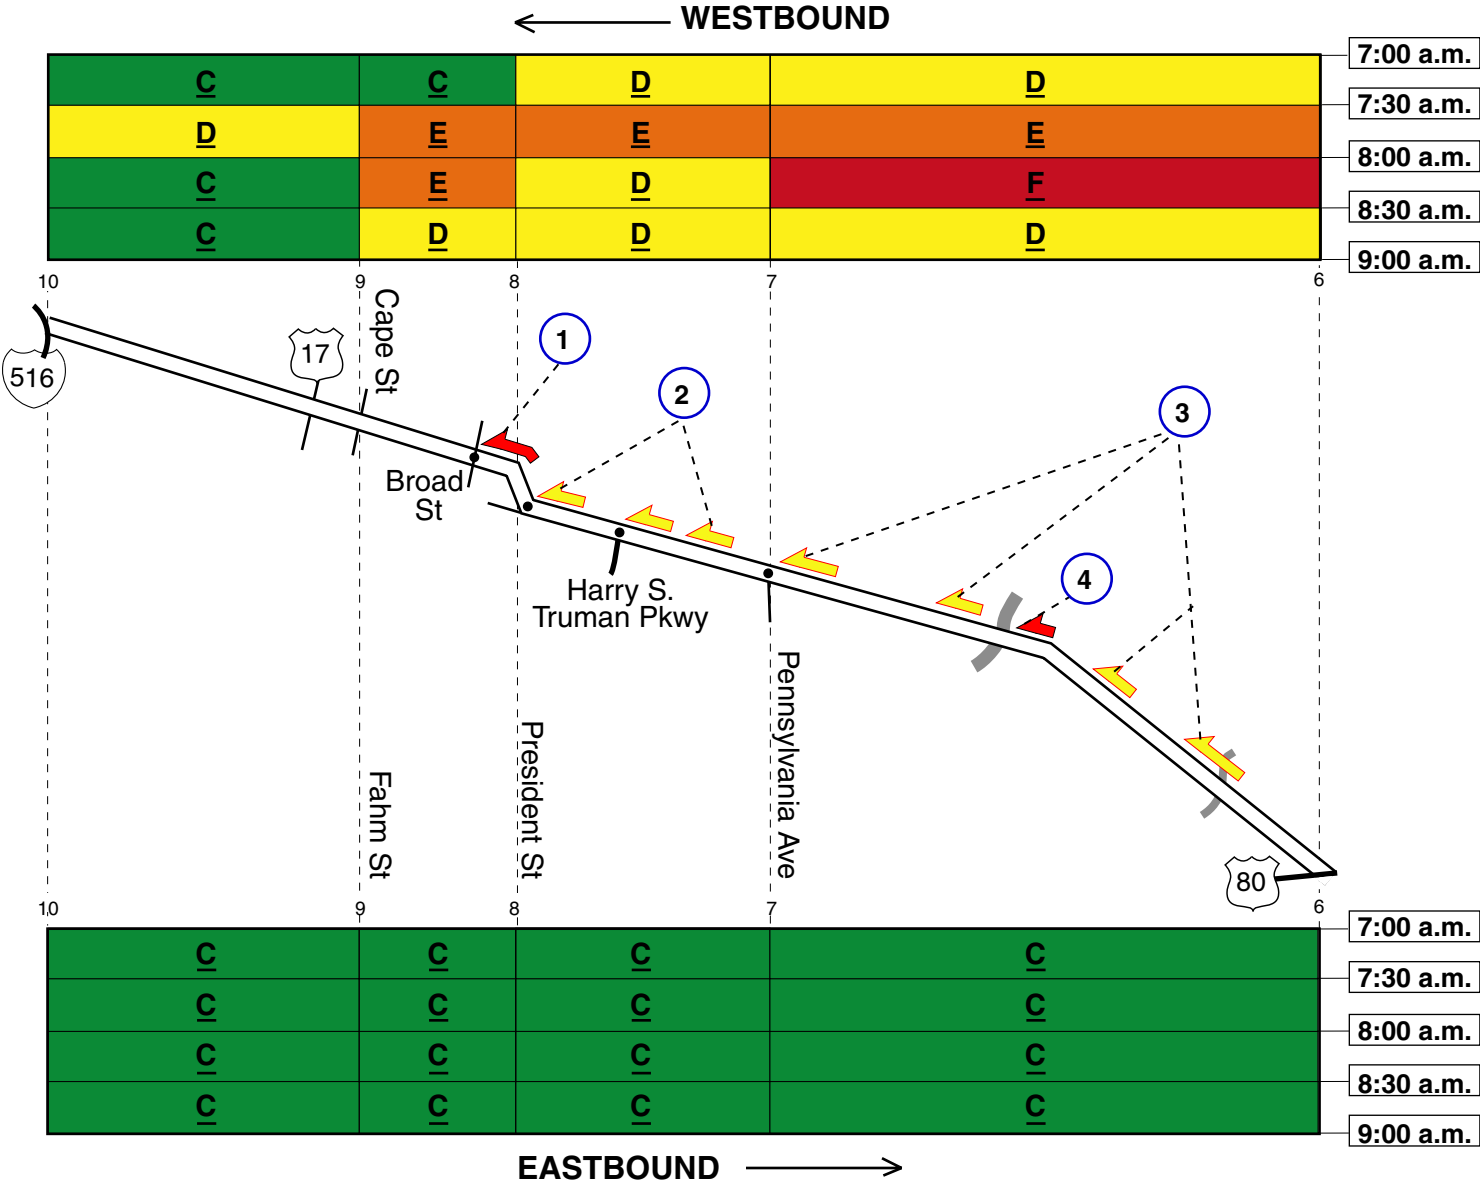 WESTBOUND
7:00 a.m.
C C D D
7:30 a.m.
D E E E
8:00 a.m.
C E D F
8:30 a.m.
C D D D
9:00 a.m.
10 9 8 7 6
Cape St
17
516
1
2
3
4
Broad
St
Harry S.
Truman Pkwy
Pennsylvania Ave
President St
Fahm St
80
10 9 8 7 6
7:00 a.m.
C C C C
7:30 a.m.
C C C C
8:00 a.m.
C C C C
8:30 a.m.
C C C C
9:00 a.m.
EASTBOUND